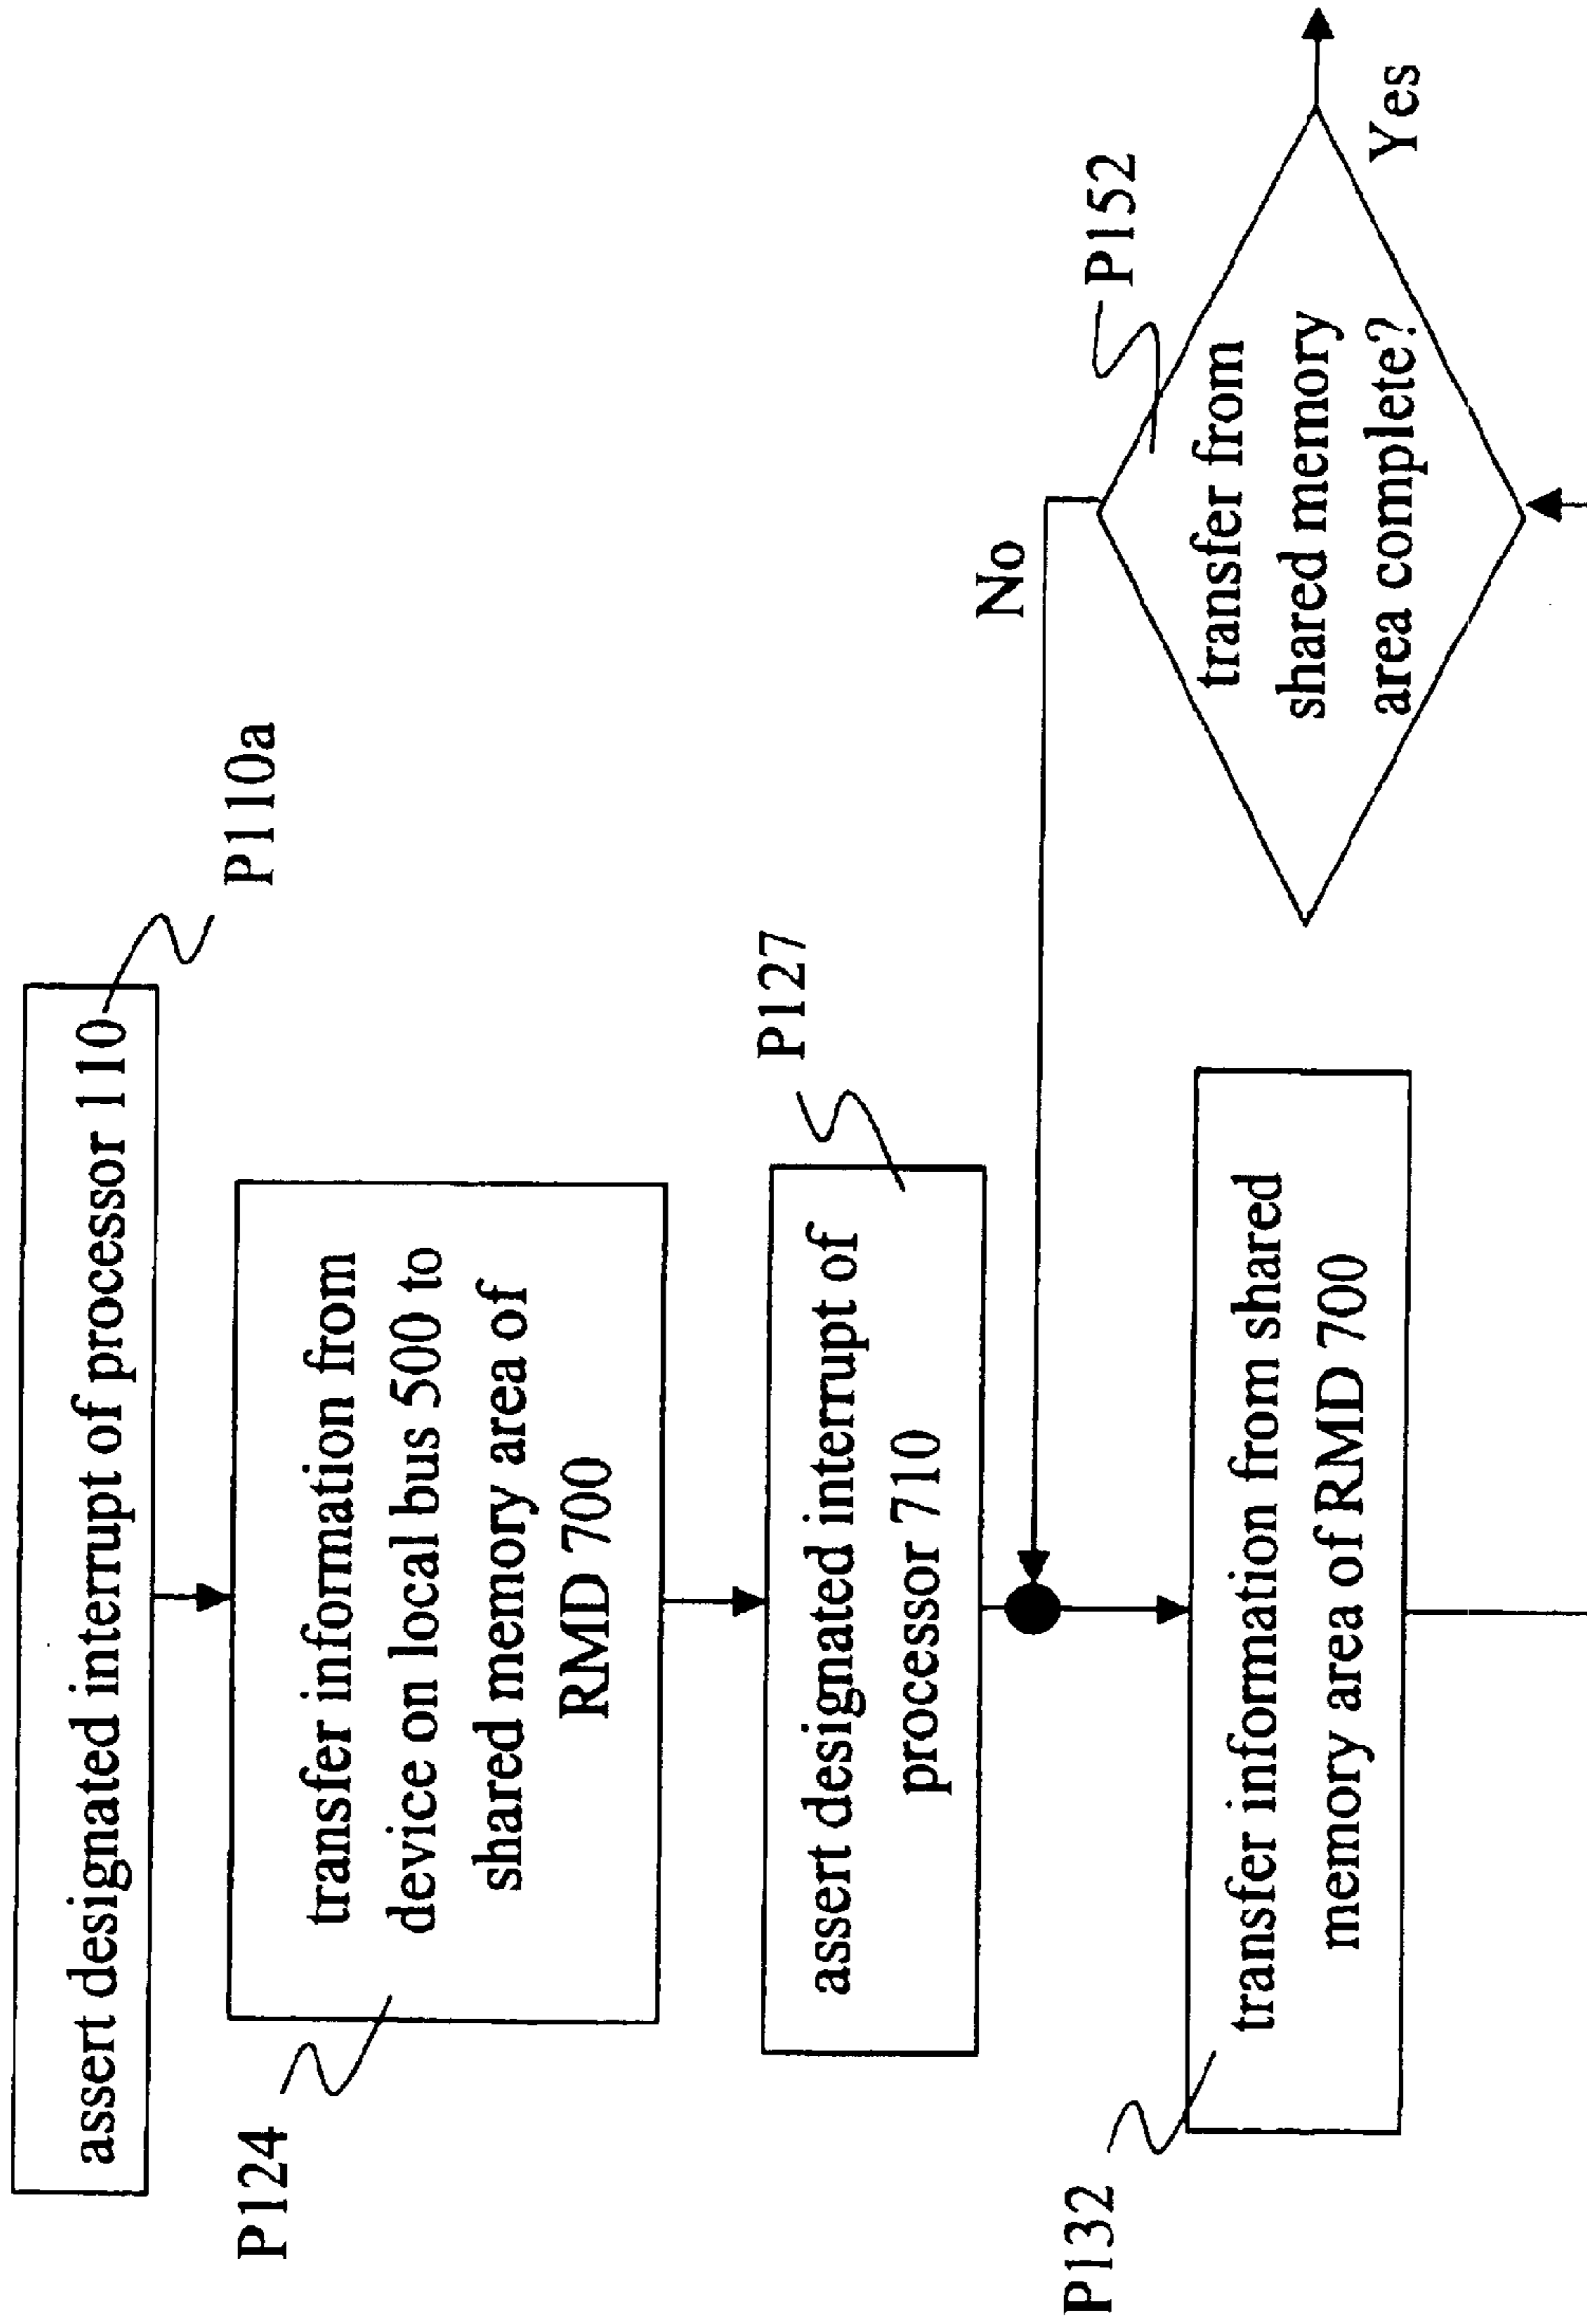 assert designated interrupt of processor 110
P110a
P124
transfer information from
device on local bus 500 to
shared memory area of
RMD 700
P127
assert designated interrupt of
processor 710
No
P132
transfer information from shared
memory area of RMD 700
P152
transfer from
shared memory
area complete?
Yes